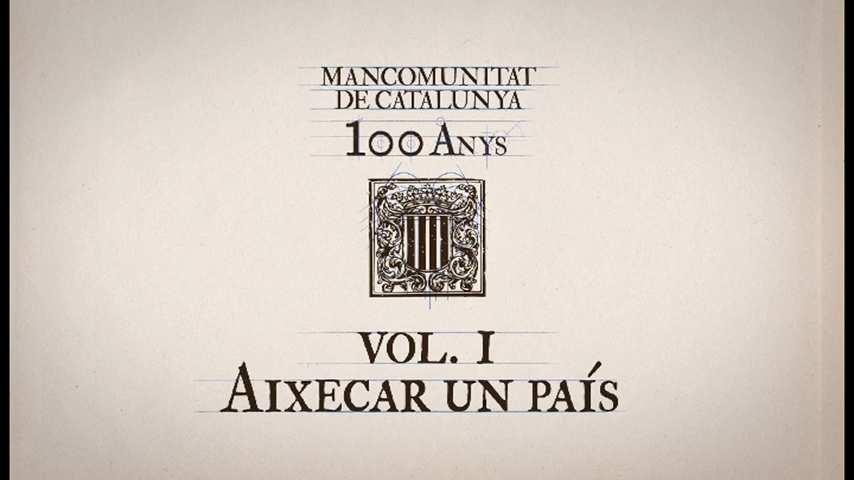 MANCOMUNITAT
DE CATALUNYA
100 ANYS
VOL. I
AIXECAR UN PAÍS